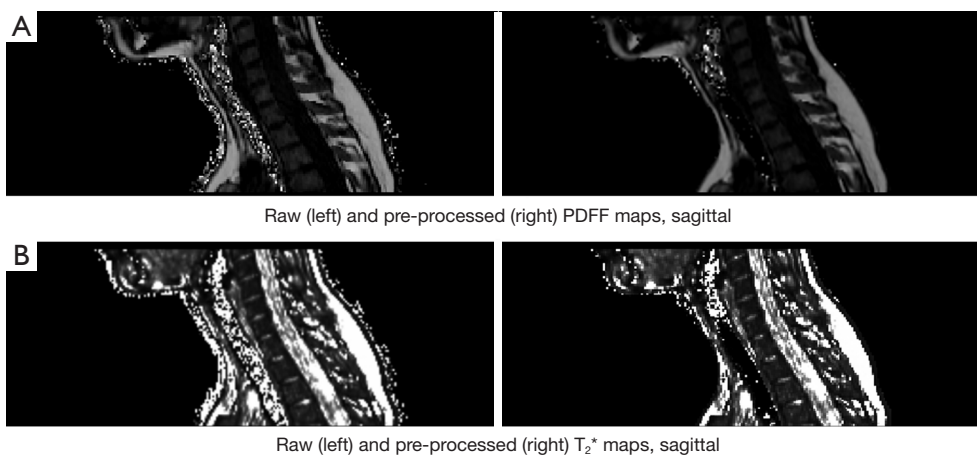 A
Raw (left) and pre-processed (right) PDFF maps, sagittal
B
Raw (left) and pre-processed (right) T₂* maps, sagittal